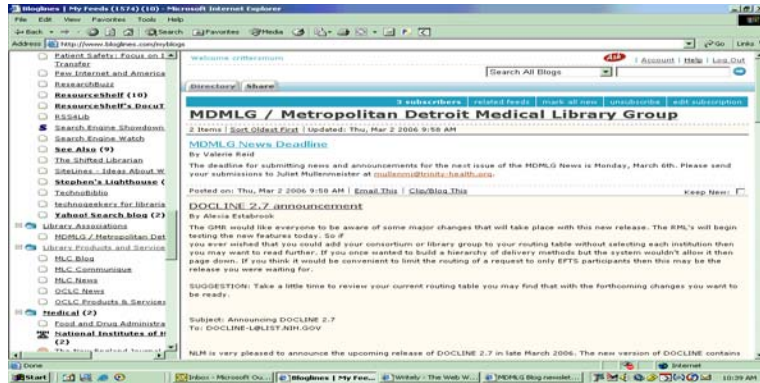 Bloglines | My Feeds (1574) (10) - Microsoft Internet Explorer
File Edit View Favorites Tools Help
Back Search Favorites Media
Address http://www.bloglines.com/myblogs Go Links
Patient Safety: Focus on I
Transfer
Pew Internet and America
ResearchBuzz
ResourceShelf (10)
ResourceShelf's DocuT
RSS4Lib
Search Engine Showdown
Search Engine Watch
See Also (9)
The Shifted Librarian
SiteLines - Ideas About W
Stephen's Lighthouse (
TechnoBiblio
technogeekers for libraria
Yahoo! Search blog (2)
Library Associations
MDMLG / Metropolitan Det
Library Products and Service
MLC Blog
MLC Communique
MLC News
OCLC News
OCLC Products & Services
Medical (2)
Food and Drug Administra
National Institutes of H
(2)
The New England Journal
Welcome
Account | Help | Log Out
Search All Blogs
Directory Share
3 subscribers | related feeds | mark all new | unsubscribe | edit subscription
MDMLG / Metropolitan Detroit Medical Library Group
2 Items | Sort Oldest First | Updated: Thu, Mar 2 2006 9:58 AM
MDMLG News Deadline
By Valerie Reid
The deadline for submitting news and announcements for the next issue of the MDMLG News is Monday, March 6th. Please send
your submissions to Juliet Mullenmeister at mullenmj@trinity-health.org.
Posted on: Thu, Mar 2 2006 9:58 AM | Email This | Clip/Blog This Keep New:
DOCLINE 2.7 announcement
By Alexia Estabrook
The GMR would like everyone to be aware of some major changes that will take place with this new release. The RML's will begin
testing the new features today. So if
you ever wished that you could add your consortium or library group to your routing table without selecting each institution then
you may want to read further. If you once wanted to build a hierarchy of delivery methods but the system wouldn't allow it then
page down. If you think it would be convenient to limit the routing of a request to only EFTS participants then this may be the
release you were waiting for.
SUGGESTION: Take a little time to review your current routing table you may find that with the forthcoming changes you want to
be ready.
Subject: Announcing DOCLINE 2.7
To: DOCLINE-L@LIST.NIH.GOV
NLM is very pleased to announce the upcoming release of DOCLINE 2.7 in late March 2006. The new version of DOCLINE contains
Done Internet
Start Inbox - Microsoft Ou... Bloglines | My Fee... Writely - The Web W... MDMLG Blog newslet... 10:39 AM